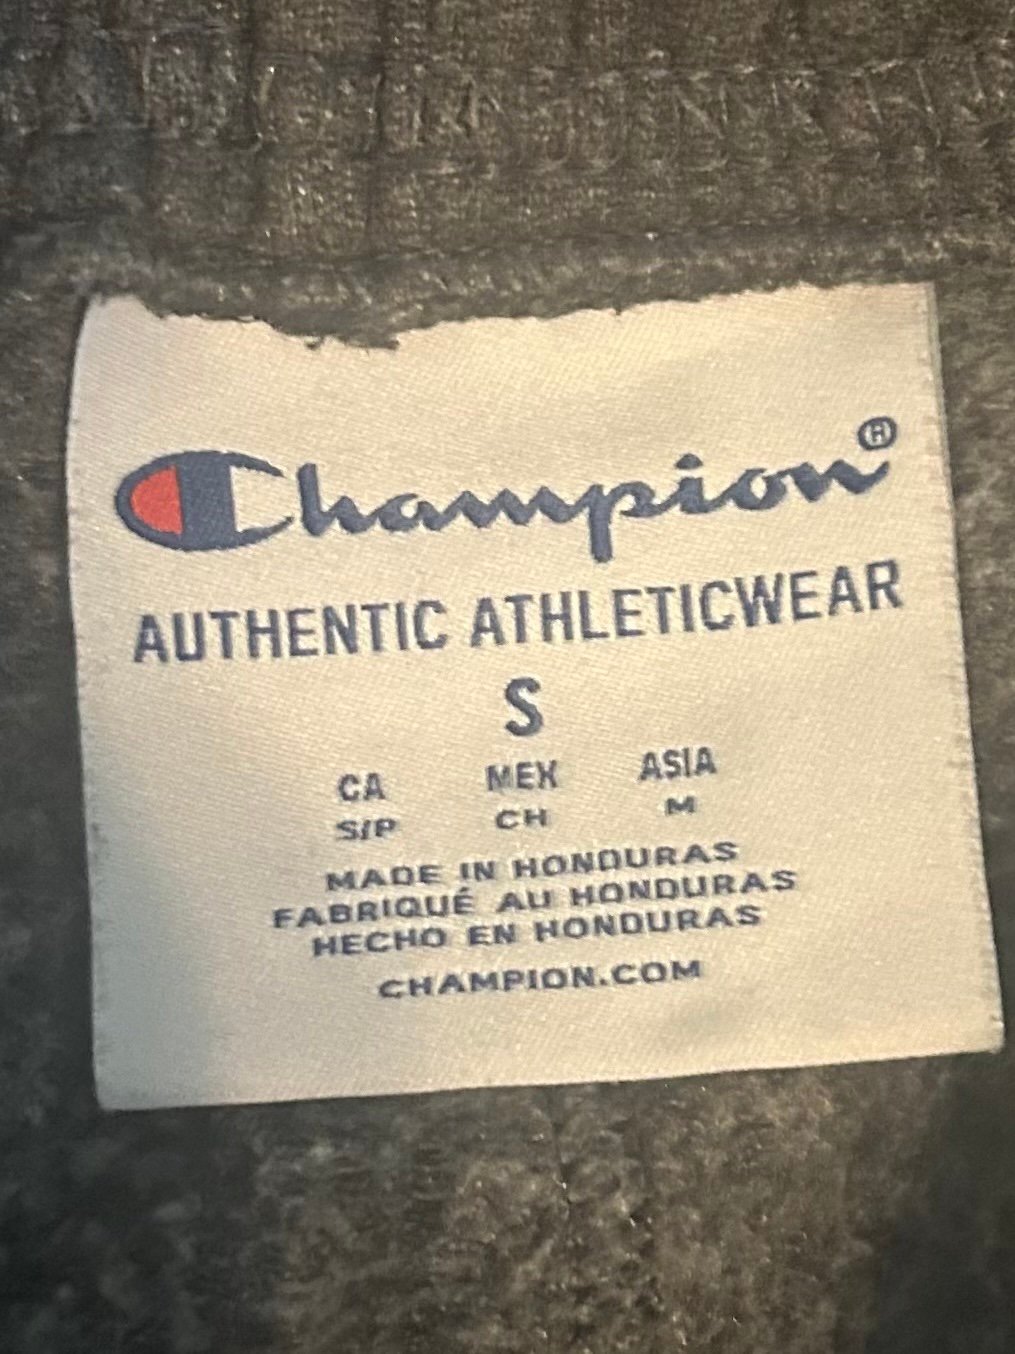 Champion®
AUTHENTIC ATHLETICWEAR
S
CA MEX ASIA
S/P CH M
MADE IN HONDURAS
FABRIQUÉ AU HONDURAS
HECHO EN HONDURAS
CHAMPION.COM